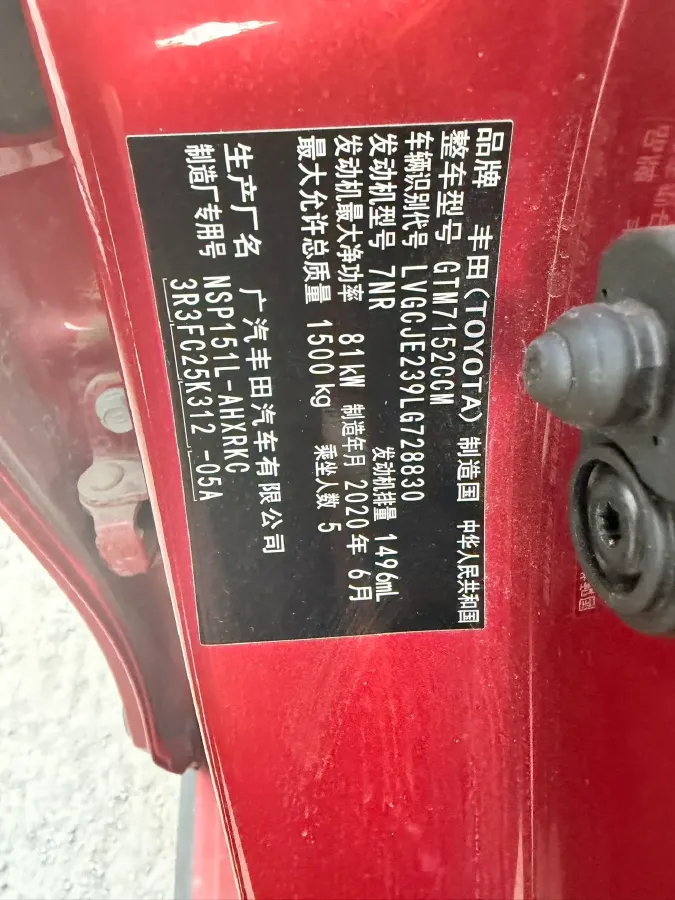 品牌 丰田(TOYOTA) 制造国 中华人民共和国
整车型号 GTM7152CCM
车辆识别代号 LVGCJE239LG728830
发动机型号 7NR 发动机排量 1496mL
发动机最大净功率 81kW 制造年月 2020年 6月
最大允许总质量 1500kg 乘坐人数 5
生产厂名 广汽丰田汽车有限公司
制造厂专用号 NSP151L-AHXRKC
3R3FC25K312 -05A